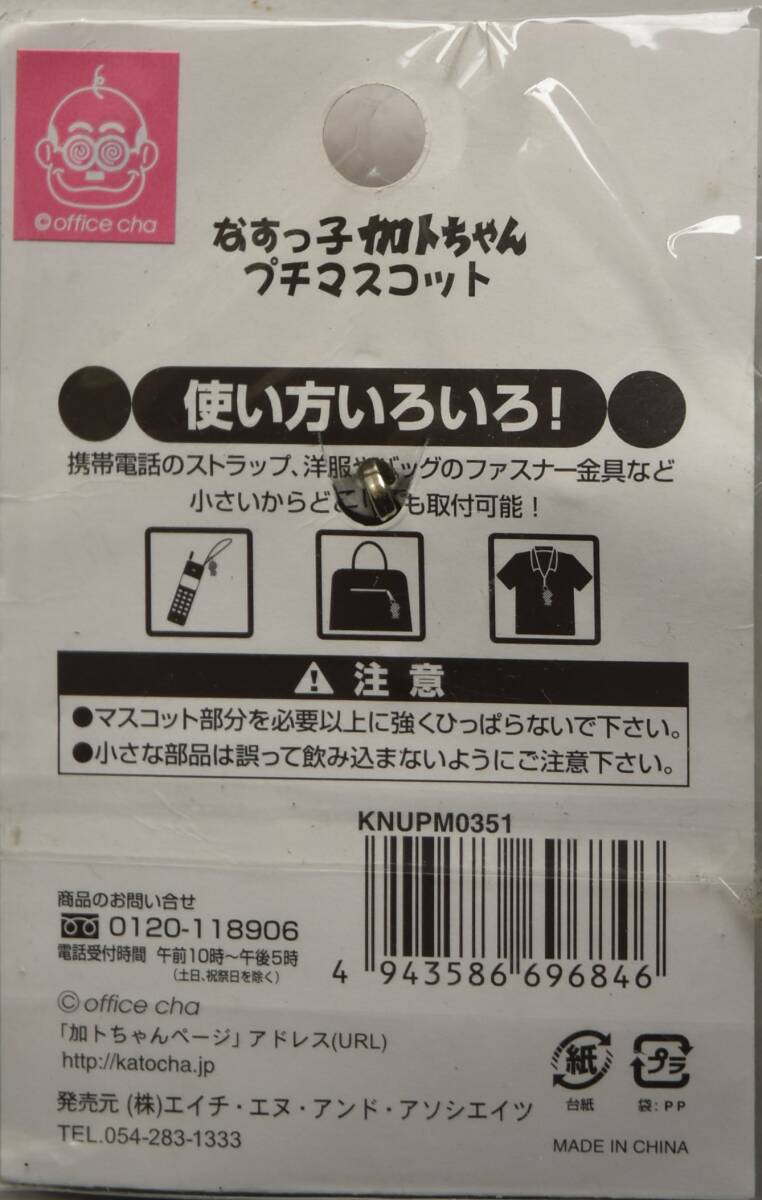 ©office cha
なすっ子加トちゃん
プチマスコット
使い方いろいろ!
携帯電話のストラップ、洋服やバッグのファスナー金具など
小さいからどこにでも取付可能!
注意
●マスコット部分を必要以上に強くひっぱらないで下さい。
●小さな部品は誤って飲み込まないようにご注意下さい。
KNUPM0351
4 943586 696846
商品のお問い合せ
0120-118906
電話受付時間 午前10時〜午後5時
(土日、祝祭日を除く)
©office cha
「加トちゃんページ」アドレス(URL)
http://katocha.jp
発売元 (株)エイチ・エヌ・アンド・アソシエイツ
TEL.054-283-1333
紙
台紙
プラ
袋:PP
MADE IN CHINA